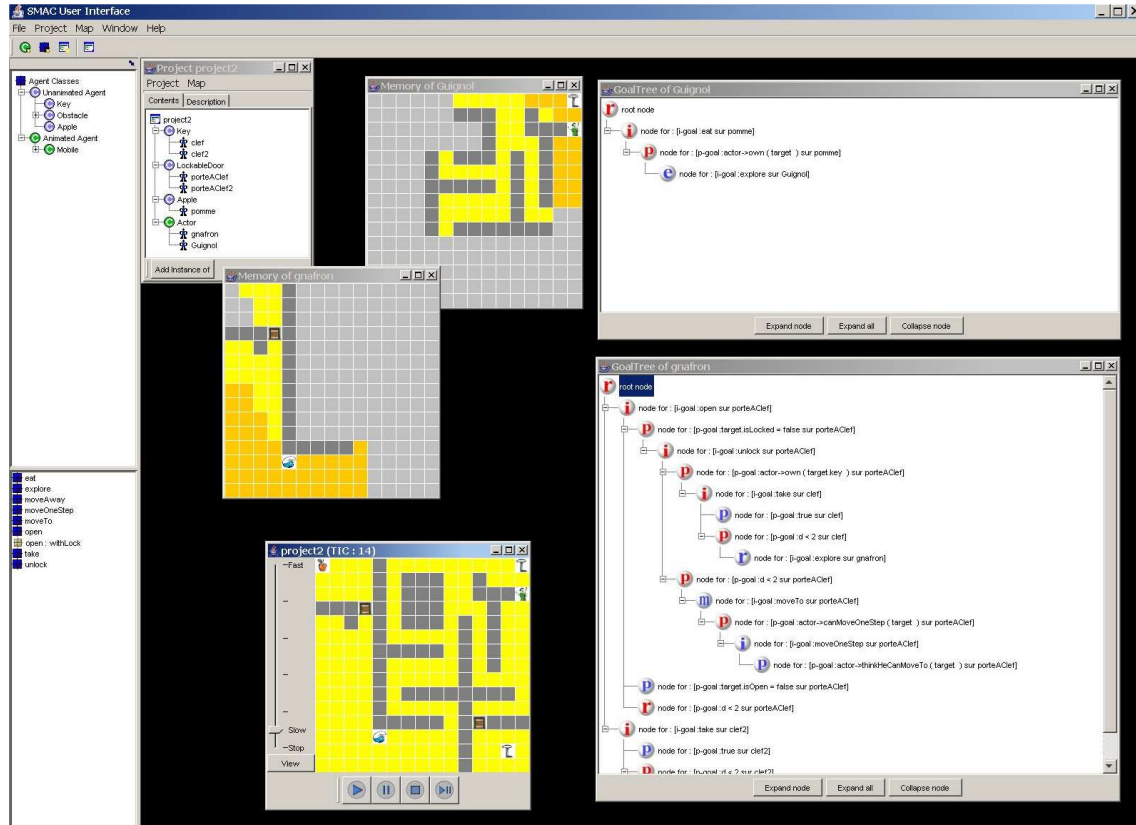 SMAC User Interface
File Project Map Window Help
Agent Classes
Unanimated Agent
Key
Obstacle
Apple
Animated Agent
Mobile
eat
explore
moveAway
moveOneStep
moveTo
open
open : withLock
take
unlock
Project project2
Project Map
Contents Description
project2
Key
clef
clef2
LockableDoor
porteAClef
porteAClef2
Apple
pomme
Actor
gnafron
Guignol
Add Instance of
Memory of Guignol
Memory of gnafron
project2 (TIC : 14)
Fast
Slow
Stop
View
GoalTree of Guignol
r root node
i node for : [i-goal :eat sur pomme]
p node for : [p-goal :actor->own ( target ) sur pomme]
e node for : [i-goal :explore sur Guignol]
Expand node Expand all Collapse node
GoalTree of gnafron
r root node
i node for : [i-goal :open sur porteAClef]
p node for : [p-goal :target.isLocked = false sur porteAClef]
i node for : [i-goal :unlock sur porteAClef]
p node for : [p-goal :actor->own ( target.key ) sur porteAClef]
i node for : [i-goal :take sur clef]
p node for : [p-goal :true sur clef]
p node for : [p-goal :d < 2 sur clef]
r node for : [i-goal :explore sur gnafron]
p node for : [p-goal :d < 2 sur porteAClef]
m node for : [i-goal :moveTo sur porteAClef]
p node for : [p-goal :actor->canMoveOneStep ( target ) sur porteAClef]
i node for : [i-goal :moveOneStep sur porteAClef]
p node for : [p-goal :actor->thinkHeCanMoveTo ( target ) sur porteAClef]
p node for : [p-goal :target.isOpen = false sur porteAClef]
r node for : [p-goal :d < 2 sur porteAClef]
i node for : [i-goal :take sur clef2]
p node for : [p-goal :true sur clef2]
p node for : [p-goal :d < 2 sur clef2]
Expand node Expand all Collapse node